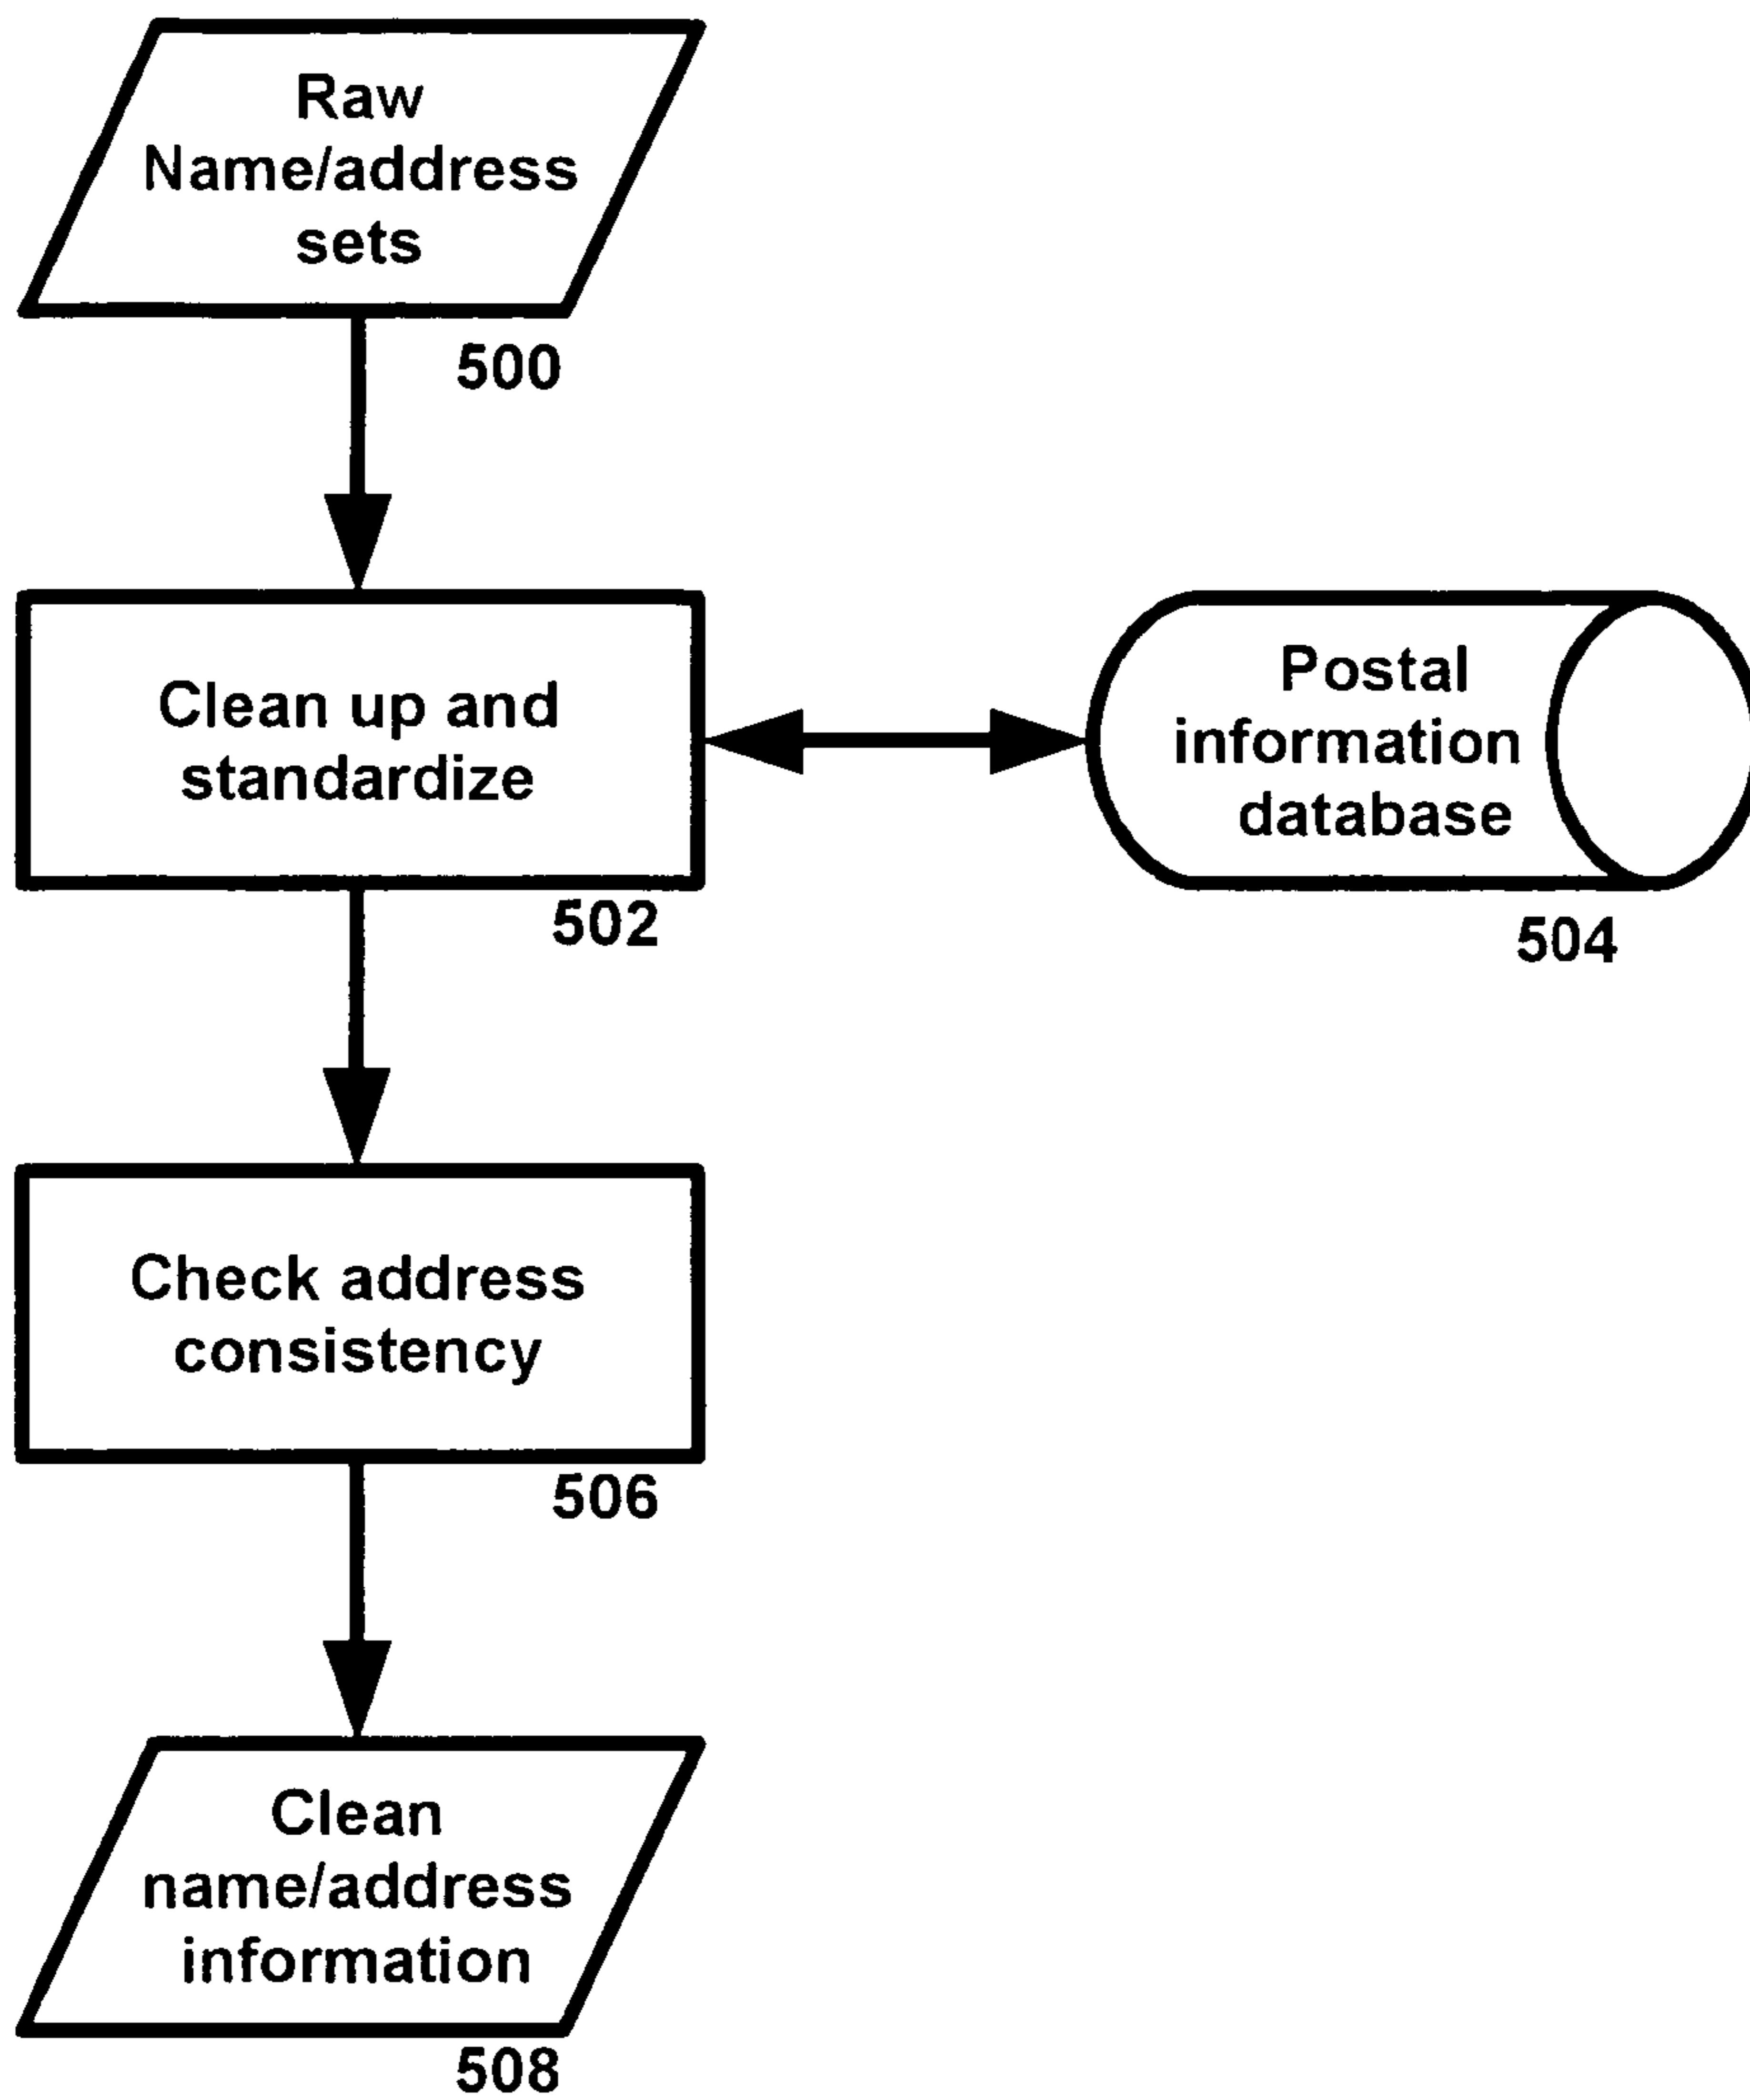 Raw
Name/address
sets
500
Clean up and
standardize
502
Postal
information
database
504
Check address
consistency
506
Clean
name/address
information
508